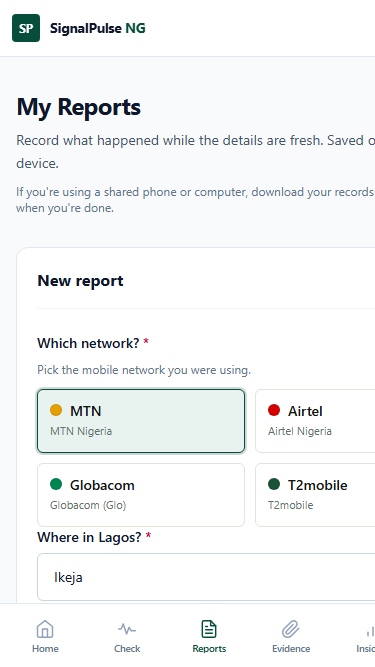 SP SignalPulse NG
My Reports
Record what happened while the details are fresh. Saved o
device.
If you're using a shared phone or computer, download your records
when you're done.
New report
Which network? *
Pick the mobile network you were using.
MTN
MTN Nigeria
Airtel
Airtel Nigeria
Globacom
Globacom (Glo)
T2mobile
T2mobile
Where in Lagos? *
Ikeja
Home Check Reports Evidence Insic